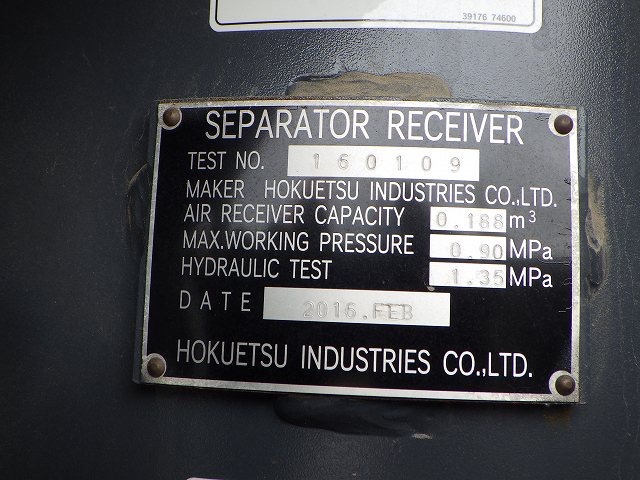 39176 74600
SEPARATOR RECEIVER
TEST NO. 160109
MAKER HOKUETSU INDUSTRIES CO.,LTD.
AIR RECEIVER CAPACITY 0.188 m³
MAX.WORKING PRESSURE 0.90 MPa
HYDRAULIC TEST 1.35 MPa
DATE 2016.FEB
HOKUETSU INDUSTRIES CO.,LTD.